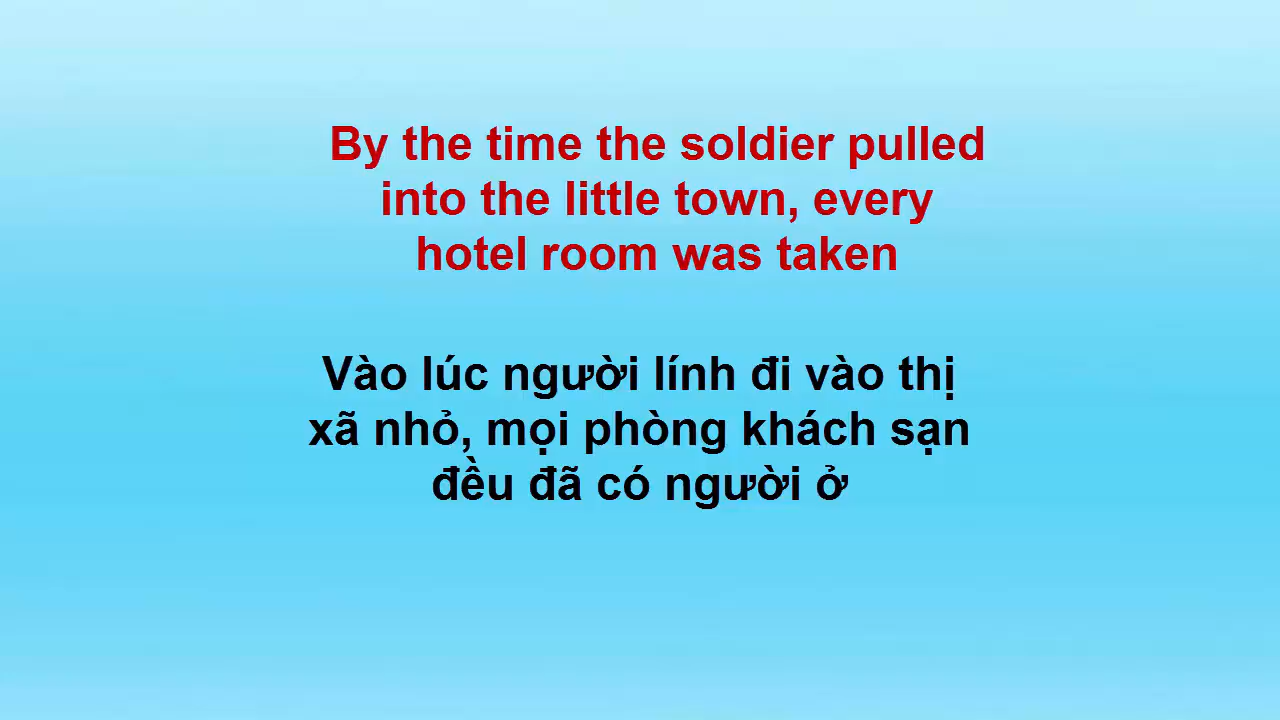 By the time the soldier pulled
into the little town, every
hotel room was taken
Vào lúc người lính đi vào thị
xã nhỏ, mọi phòng khách sạn
đều đã có người ở